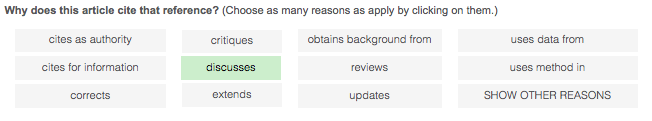 Why does this article cite that reference? (Choose as many reasons as apply by clicking on them.)
cites as authority critiques obtains background from uses data from
cites for information discusses reviews uses method in
corrects extends updates SHOW OTHER REASONS